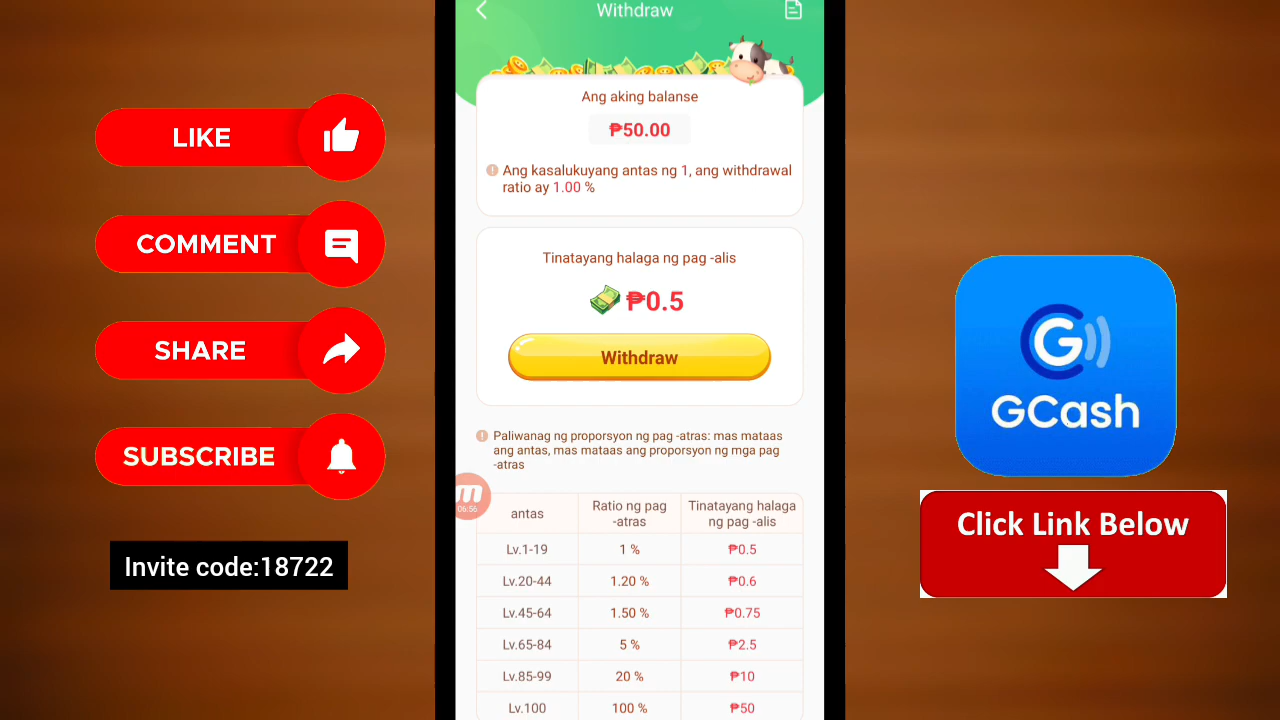 LIKE
COMMENT
SHARE
SUBSCRIBE
Invite code:18722
Withdraw
Ang aking balanse
₱50.00
Ang kasalukuyang antas ng 1, ang withdrawal
ratio ay 1.00 %
Tinatayang halaga ng pag -alis
₱0.5
Withdraw
Paliwanag ng proporsyon ng pag -atras: mas mataas
ang antas, mas mataas ang proporsyon ng mga pag
-atras
06:56
antas Ratio ng pag -atras Tinatayang halaga ng pag -alis
Lv.1-19 1 % ₱0.5
Lv.20-44 1.20 % ₱0.6
Lv.45-64 1.50 % ₱0.75
Lv.65-84 5 % ₱2.5
Lv.85-99 20 % ₱10
Lv.100 100 % ₱50
G
GCash
Click Link Below